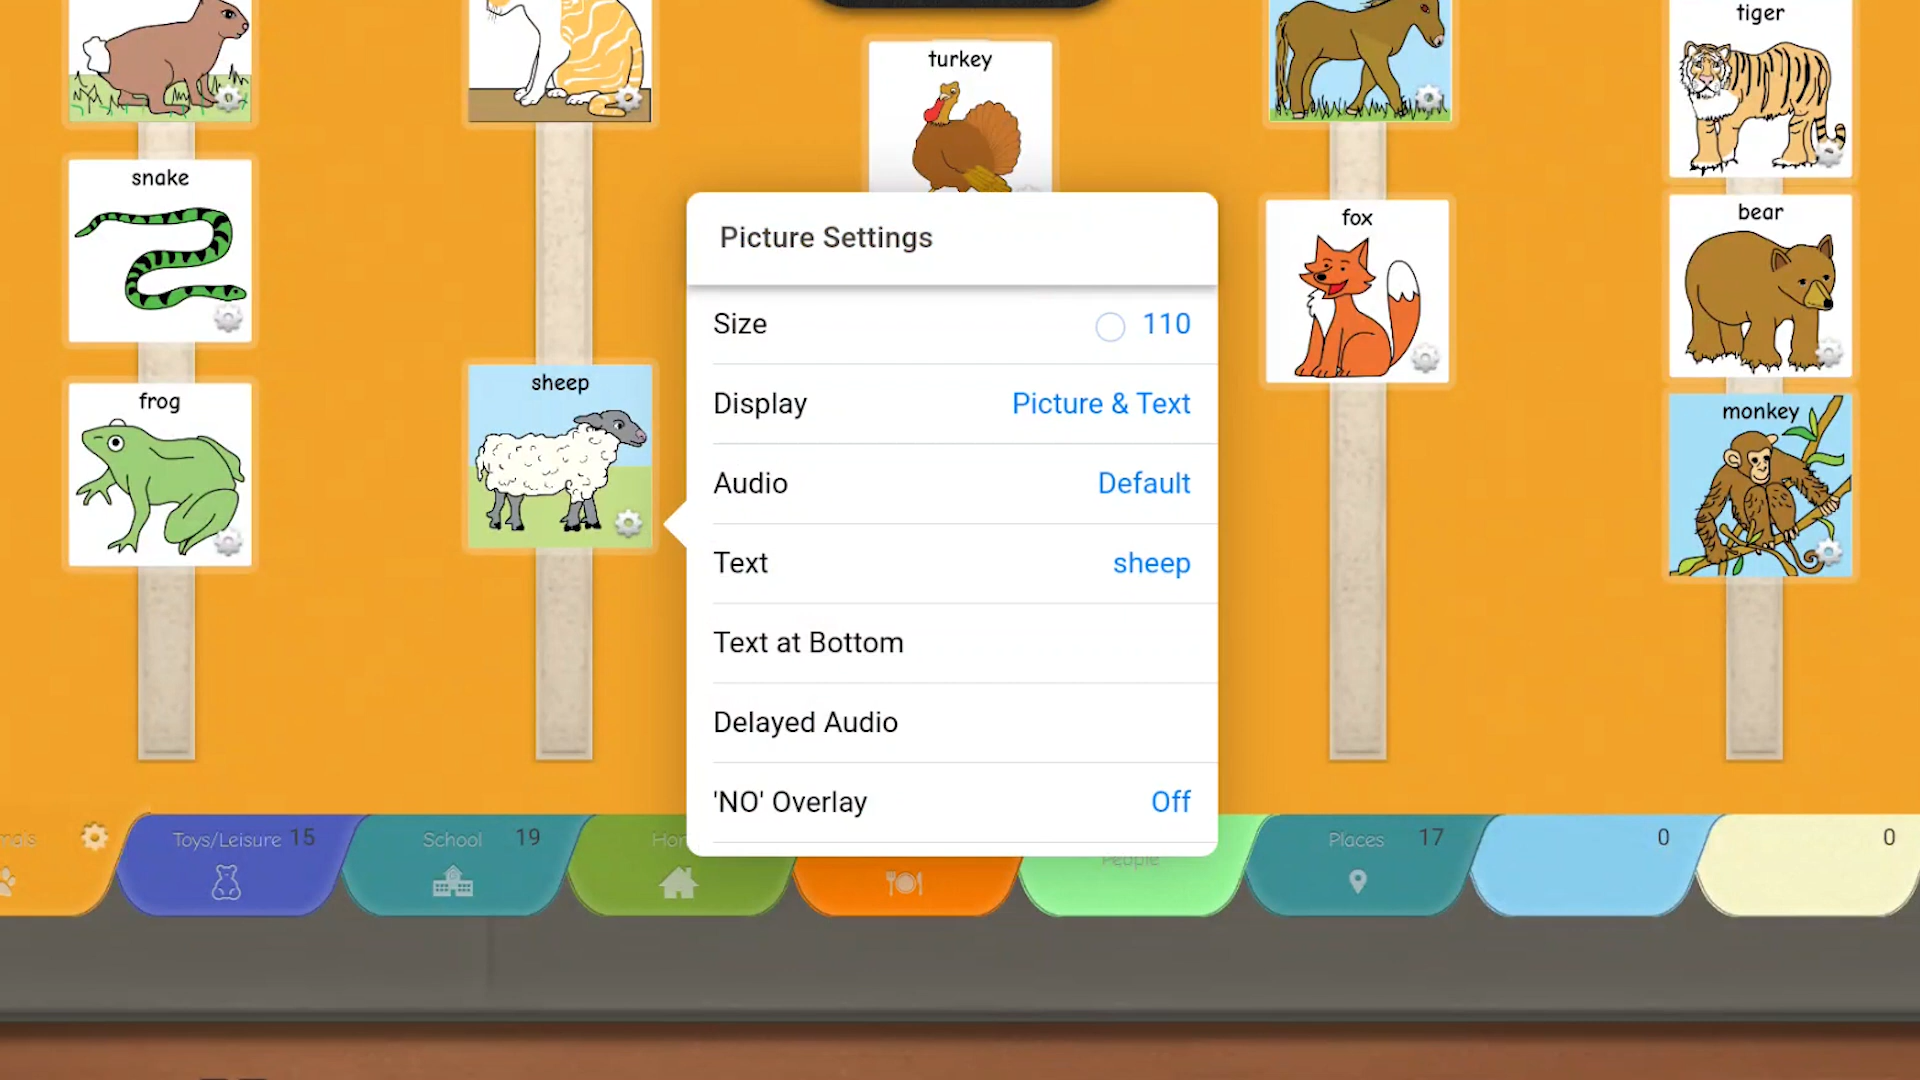 tiger
turkey
snake
bear
fox
Picture Settings
Size 110
sheep
frog
Display Picture & Text
monkey
Audio Default
Text sheep
Text at Bottom
Delayed Audio
'NO' Overlay Off
Toys/Leisure 15
School 19
People
Places 17
0
0